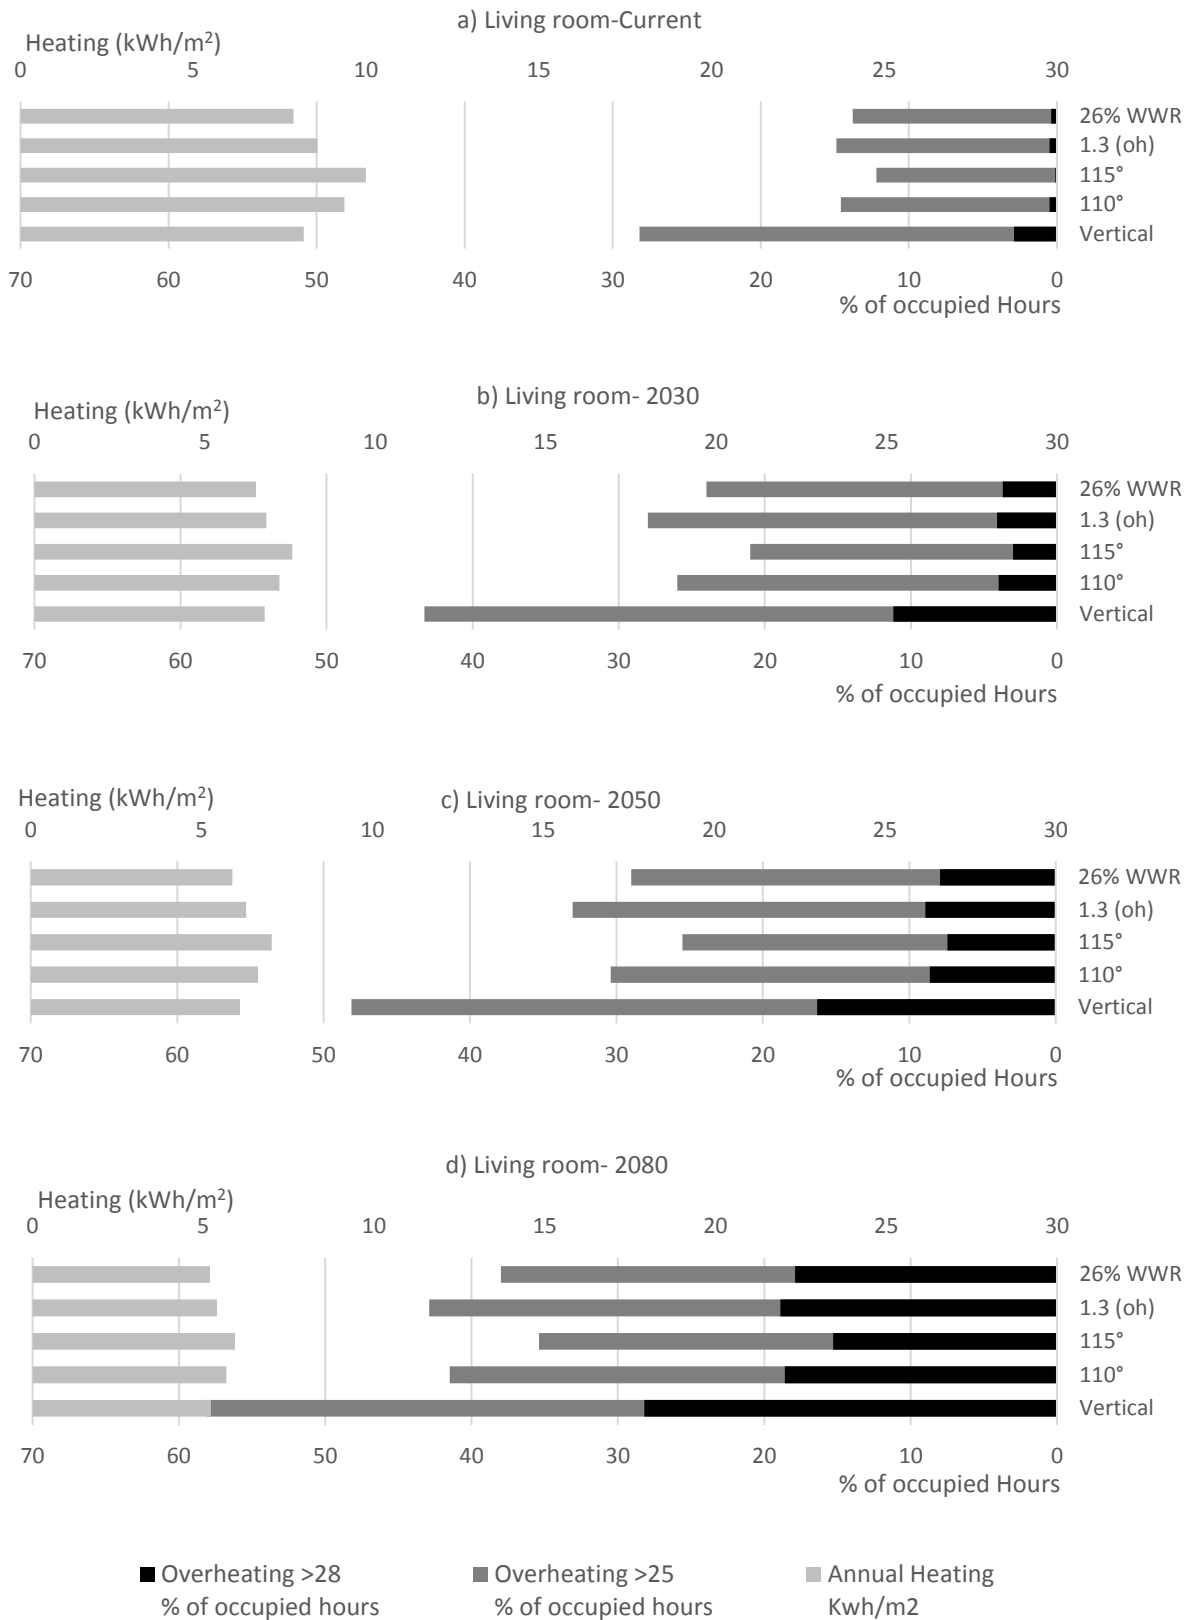 a) Living room-Current
Heating (kWh/m²)
0 5 10 15 20 25 30
26% WWR
1.3 (oh)
115°
110°
Vertical
70 60 50 40 30 20 10 0
% of occupied Hours
b) Living room- 2030
Heating (kWh/m²)
0 5 10 15 20 25 30
26% WWR
1.3 (oh)
115°
110°
Vertical
70 60 50 40 30 20 10 0
% of occupied Hours
c) Living room- 2050
Heating (kWh/m²)
0 5 10 15 20 25 30
26% WWR
1.3 (oh)
115°
110°
Vertical
70 60 50 40 30 20 10 0
% of occupied Hours
d) Living room- 2080
Heating (kWh/m²)
0 5 10 15 20 25 30
26% WWR
1.3 (oh)
115°
110°
Vertical
70 60 50 40 30 20 10 0
% of occupied Hours
Overheating >28
% of occupied hours
Overheating >25
% of occupied hours
Annual Heating
Kwh/m2